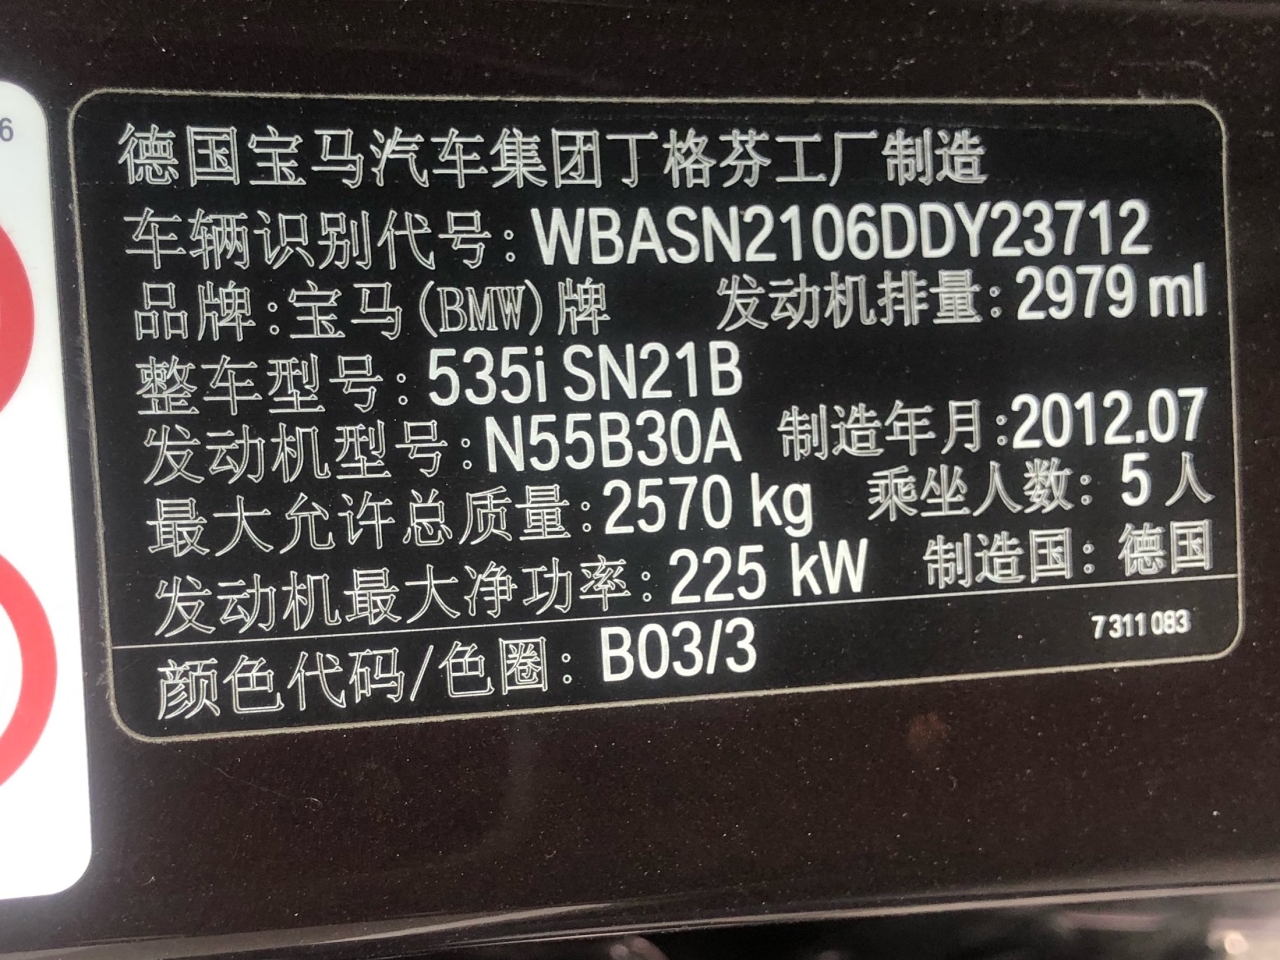 6
德国宝马汽车集团丁格芬工厂制造
车辆识别代号: WBASN2106DDY23712
品牌:宝马(BMW)牌 发动机排量: 2979 ml
整车型号: 535i SN21B
发动机型号: N55B30A 制造年月:2012.07
最大允许总质量:2570 kg 乘坐人数: 5 人
发动机最大净功率: 225 kW 制造国: 德国
7 311 083
颜色代码/色圈: B03/3